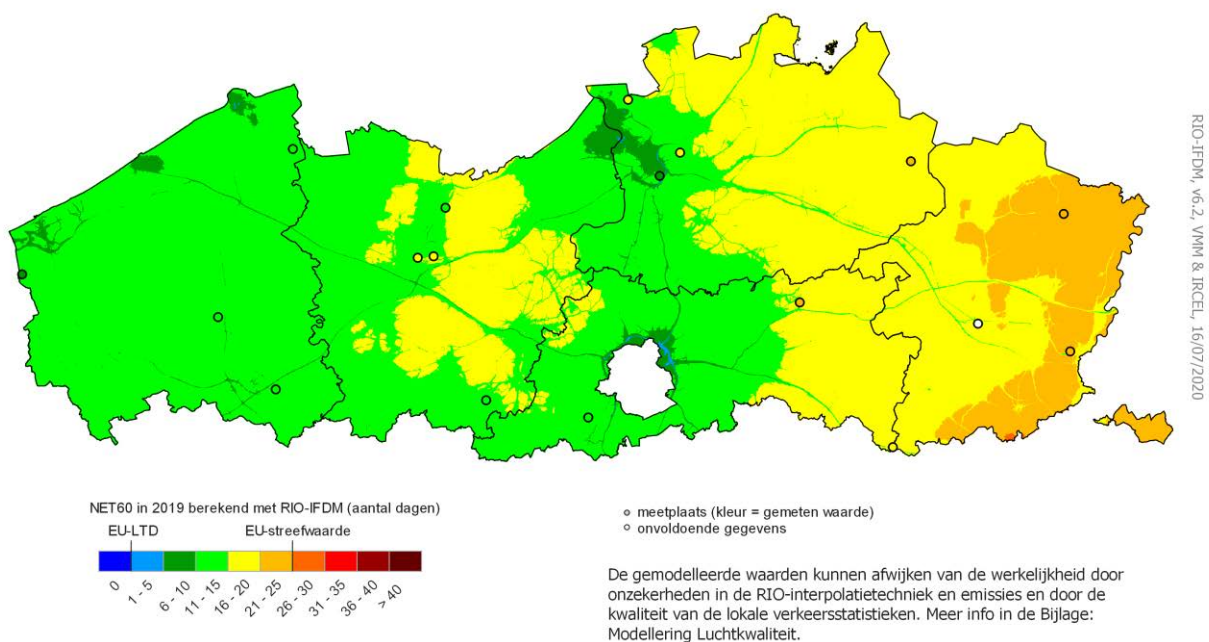 RIO-IFDM, v6.2, VMM & IRCEL, 16/07/2020
NET60 in 2019 berekend met RIO-IFDM (aantal dagen)
EU-LTD EU-streefwaarde
0 1 - 5 6 - 10 11 - 15 16 - 20 21 - 25 26 - 30 31 - 35 36 - 40 > 40
meetplaats (kleur = gemeten waarde)
onvoldoende gegevens
De gemodelleerde waarden kunnen afwijken van de werkelijkheid door
onzekerheden in de RIO-interpolatietechniek en emissies en door de
kwaliteit van de lokale verkeersstatistieken. Meer info in de Bijlage:
Modellering Luchtkwaliteit.